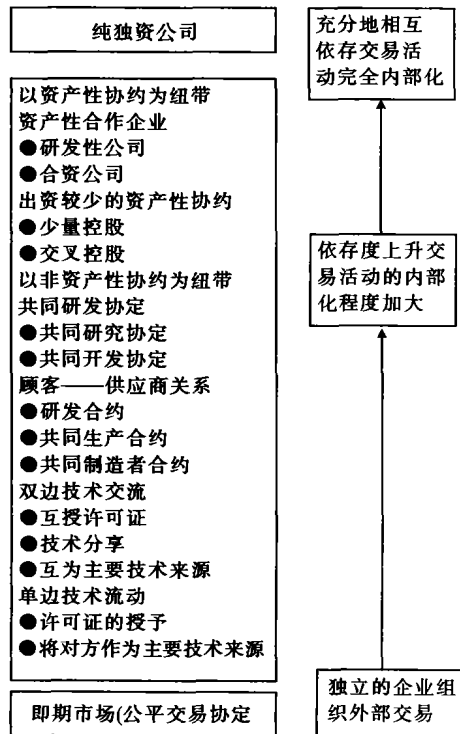 纯独资公司
以资产性协约为纽带
资产性合作企业
●研发性公司
●合资公司
出资较少的资产性协约
●少量控股
●交叉控股
以非资产性协约为纽带
共同研发协定
●共同研究协定
●共同开发协定
顾客——供应商关系
●研发合约
●共同生产合约
●共同制造者合约
双边技术交流
●互授许可证
●技术分享
●互为主要技术来源
单边技术流动
●许可证的授予
●将对方作为主要技术来源
即期市场(公平交易协定
充分地相互
依存交易活
动完全内部化
依存度上升交
易活动的内部
化程度加大
独立的企业组
织外部交易